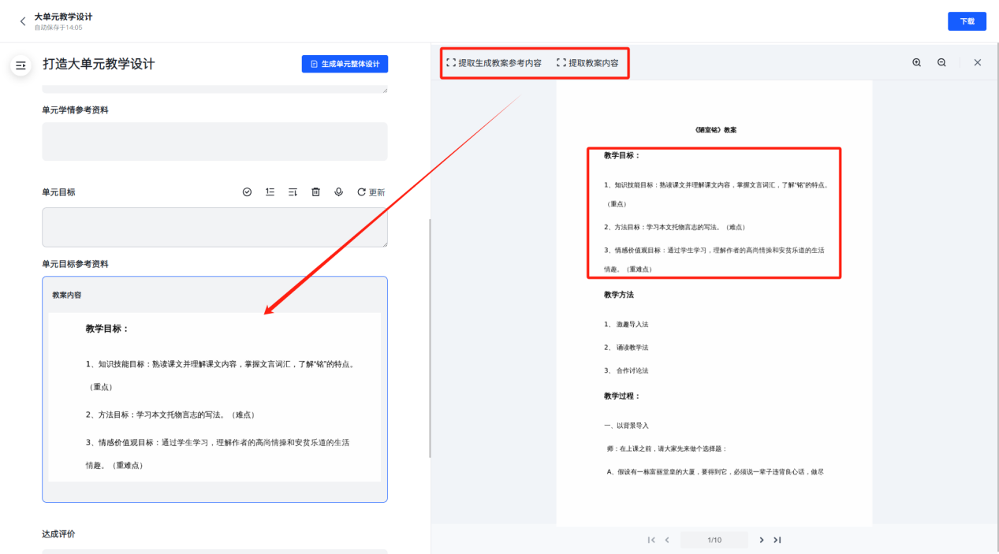 大单元教学设计
自动保存于14:05
下载
打造大单元教学设计
生成单元整体设计
单元学情参考资料
单元目标
更新
单元目标参考资料
教案内容
教学目标：
1、知识技能目标：熟读课文并理解课文内容，掌握文言词汇，了解“铭”的特点。
（重点）
2、方法目标：学习本文托物言志的写法。（难点）
3、情感价值观目标：通过学生学习，理解作者的高尚情操和安贫乐道的生活
情趣。（重难点）
达成评价
提取生成教案参考内容 提取教案内容
《陋室铭》教案
教学目标：
1、知识技能目标：熟读课文并理解课文内容，掌握文言词汇，了解“铭”的特点。
（重点）
2、方法目标：学习本文托物言志的写法。（难点）
3、情感价值观目标：通过学生学习，理解作者的高尚情操和安贫乐道的生活
情趣。（重难点）
教学方法
1、 激趣导入法
2、 诵读教学法
3、 合作讨论法
教学过程：
一、以背景导入
师：在上课之前，请大家先来做个选择题：
A、假设有一栋富丽堂皇的大厦，要得到它，必须说一辈子违背良心话，做尽
1/10